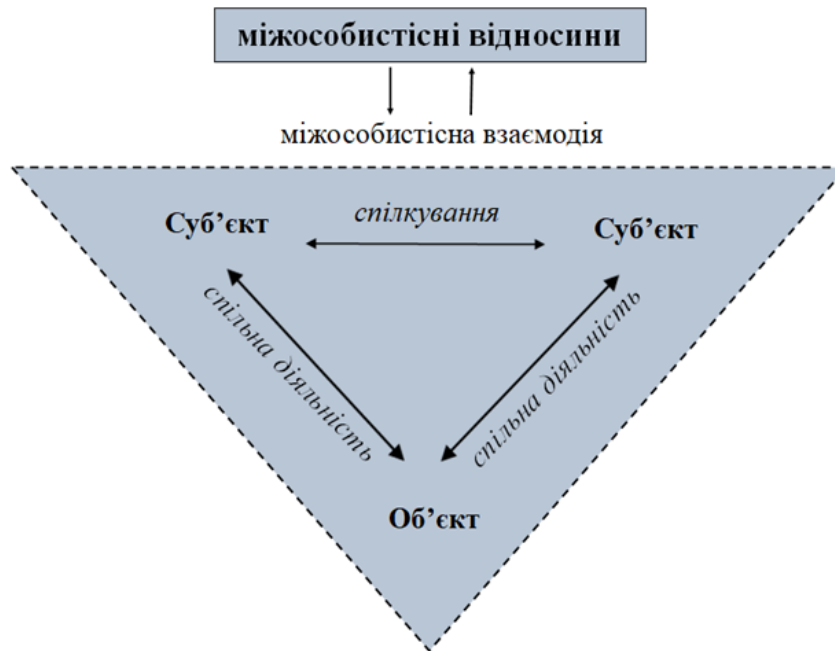 міжособистісні відносини
міжособистісна взаємодія
спілкування
Суб’єкт
Суб’єкт
спільна діяльність
спільна діяльність
Об’єкт